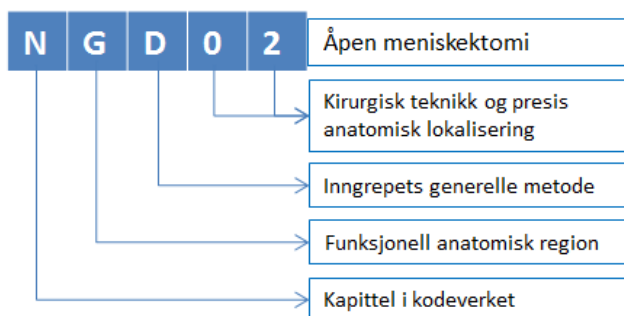 N G D 0 2 Åpen meniskektomi
Kirurgisk teknikk og presis
anatomisk lokalisering
Inngrepets generelle metode
Funksjonell anatomisk region
Kapittel i kodeverket